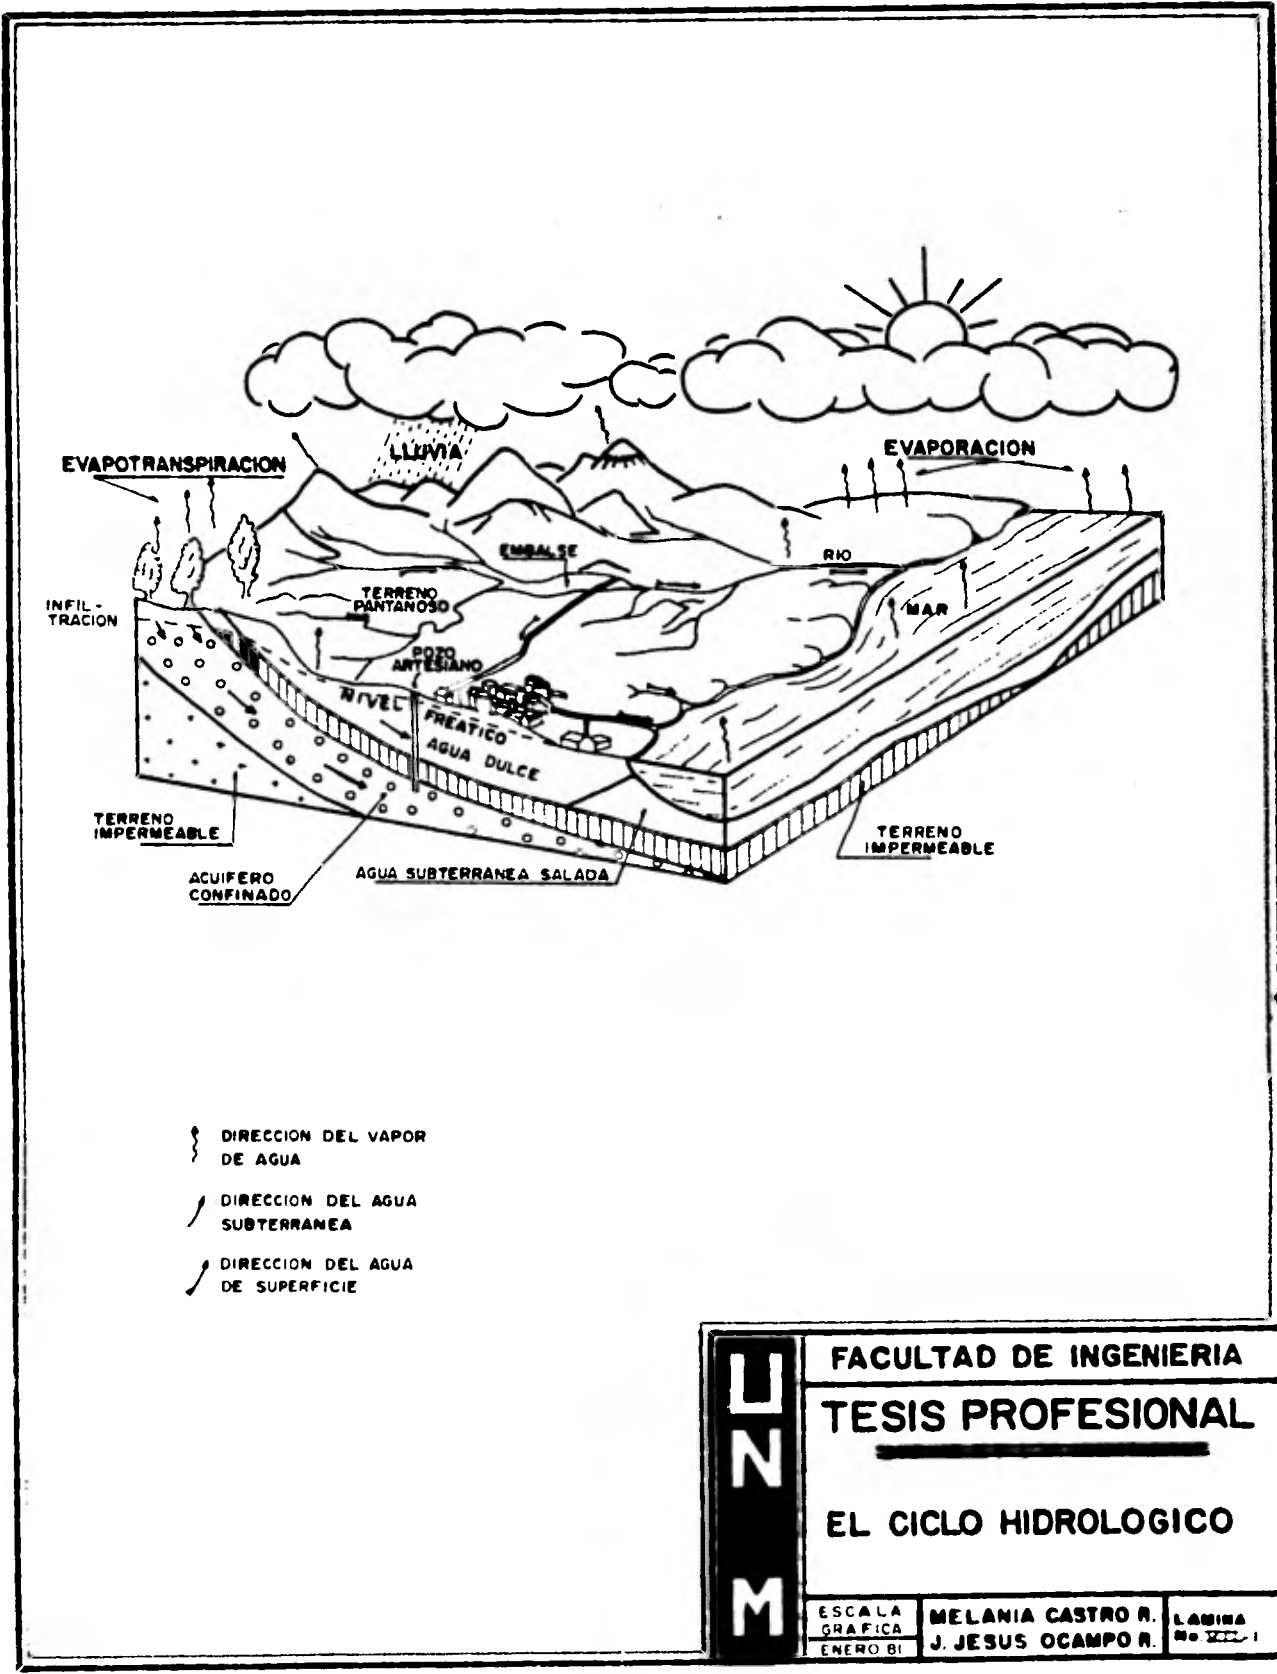 LLUVIA
EVAPOTRANSPIRACION
EVAPORACION
EMBALSE
RIO
TERRENO
PANTANOSO
INFIL-
TRACION
MAR
POZO
ARTESIANO
NIVEL FREATICO
AGUA DULCE
TERRENO
IMPERMEABLE
TERRENO
IMPERMEABLE
ACUIFERO
CONFINADO
AGUA SUBTERRANEA SALADA
DIRECCION DEL VAPOR
DE AGUA
DIRECCION DEL AGUA
SUBTERRANEA
DIRECCION DEL AGUA
DE SUPERFICIE
U
N
M
FACULTAD DE INGENIERIA
TESIS PROFESIONAL
EL CICLO HIDROLOGICO
ESCALA
GRAFICA
ENERO 81
MELANIA CASTRO R.
J. JESUS OCAMPO R.
LAMINA
No.